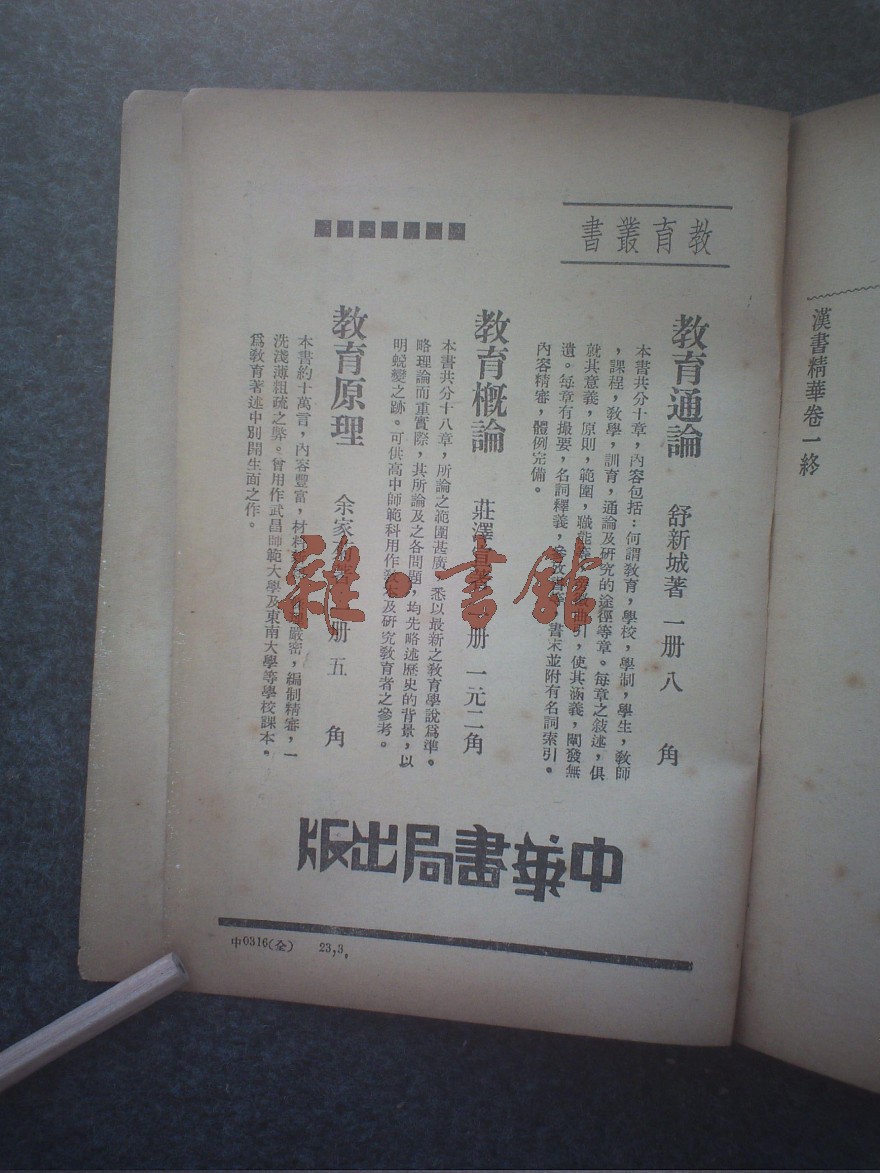 漢書精華卷一終
教育叢書
教育通論 舒新城著 一册八 角
本書共分十章,內容包括:何謂教育,學校,學制,學生,教師
,課程,教學,訓育,通論及研究的途徑等章。每章之敍述,俱
就其意義,原則,範圍,職能等 引,使其涵義,闡發無
遺。每章有撮要,名詞釋義, 書末並附有名詞索引。
內容精審,體例完備。
教育概論 莊澤宣 册 一元二角
本書共分十八章,所論之範圍甚廣 悉以最新之教育學說爲準。
略理論而重實際,其所論及之各問題,均先略述歷史的背景,以
明蛻變之跡。可供高中師範科用作 及研究教育者之參考。
教育原理 余家 册五 角
本書約十萬言,內容豐富,材料 嚴密,編制精審,一
洗淺薄粗疏之弊。曾用作武昌師範大學及東南大學等學校課本。
爲教育著述中別開生面之作。
中華書局出版
中0316(全) 23,3,
雜·書館